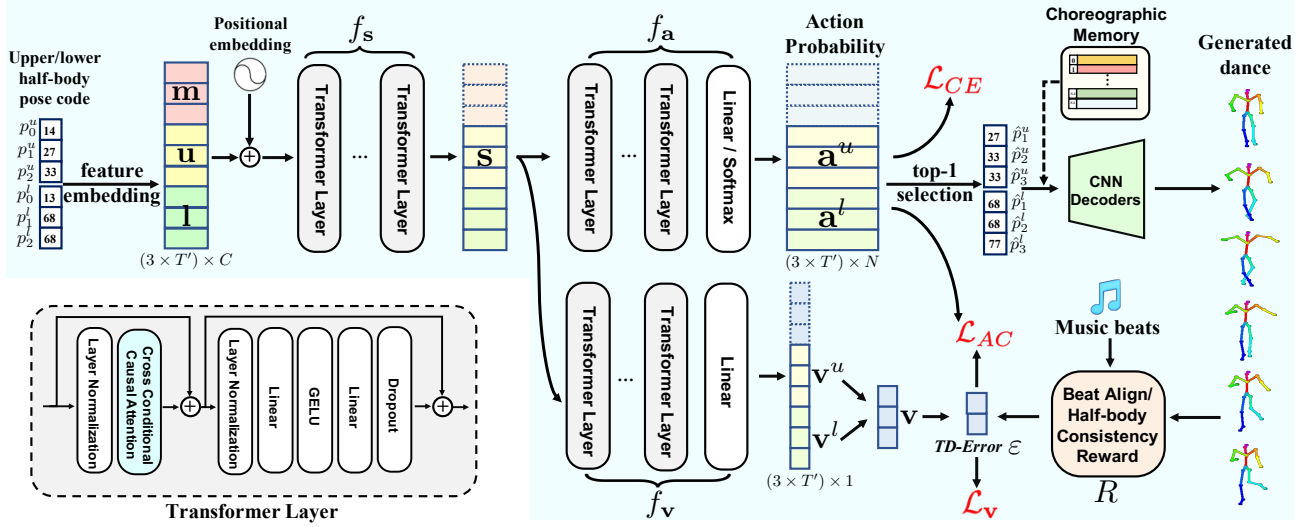 Upper/lower
half-body
pose code
p_0^u 14
p_1^u 27
p_2^u 33
p_0^l 13
p_1^l 68
p_2^l 68
feature
embedding
m
u
l
(3 × T′) × C
Positional
embedding
f_s
Transformer Layer
...
Transformer Layer
s
f_a
Transformer Layer
...
Transformer Layer
Linear / Softmax
Action
Probability
a^u
a^l
(3 × T′) × N
L_CE
top-1
selection
27 p̂_1^u
33 p̂_2^u
33 p̂_3^u
68 p̂_1^l
68 p̂_2^l
77 p̂_3^l
Choreographic
Memory
0
1
CNN
Decoders
Generated
dance
Transformer Layer
...
Transformer Layer
Linear
f_v
v^u
v^l
(3 × T′) × 1
v
TD-Error ε
L_AC
L_v
Music beats
Beat Align/
Half-body
Consistency
Reward
R
Layer Normalization
Cross Conditional
Causal Attention
Layer Normalization
Linear
GELU
Linear
Dropout
Transformer Layer